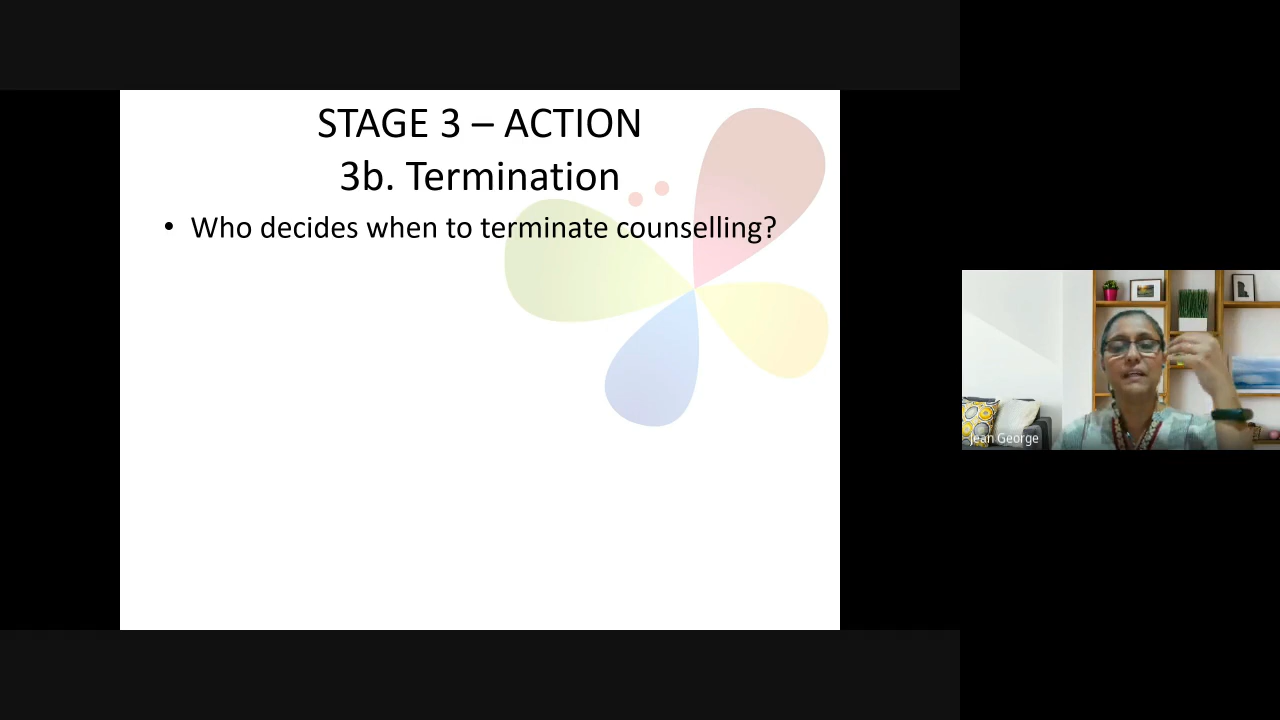 STAGE 3 – ACTION
3b. Termination
• Who decides when to terminate counselling?
Jean George